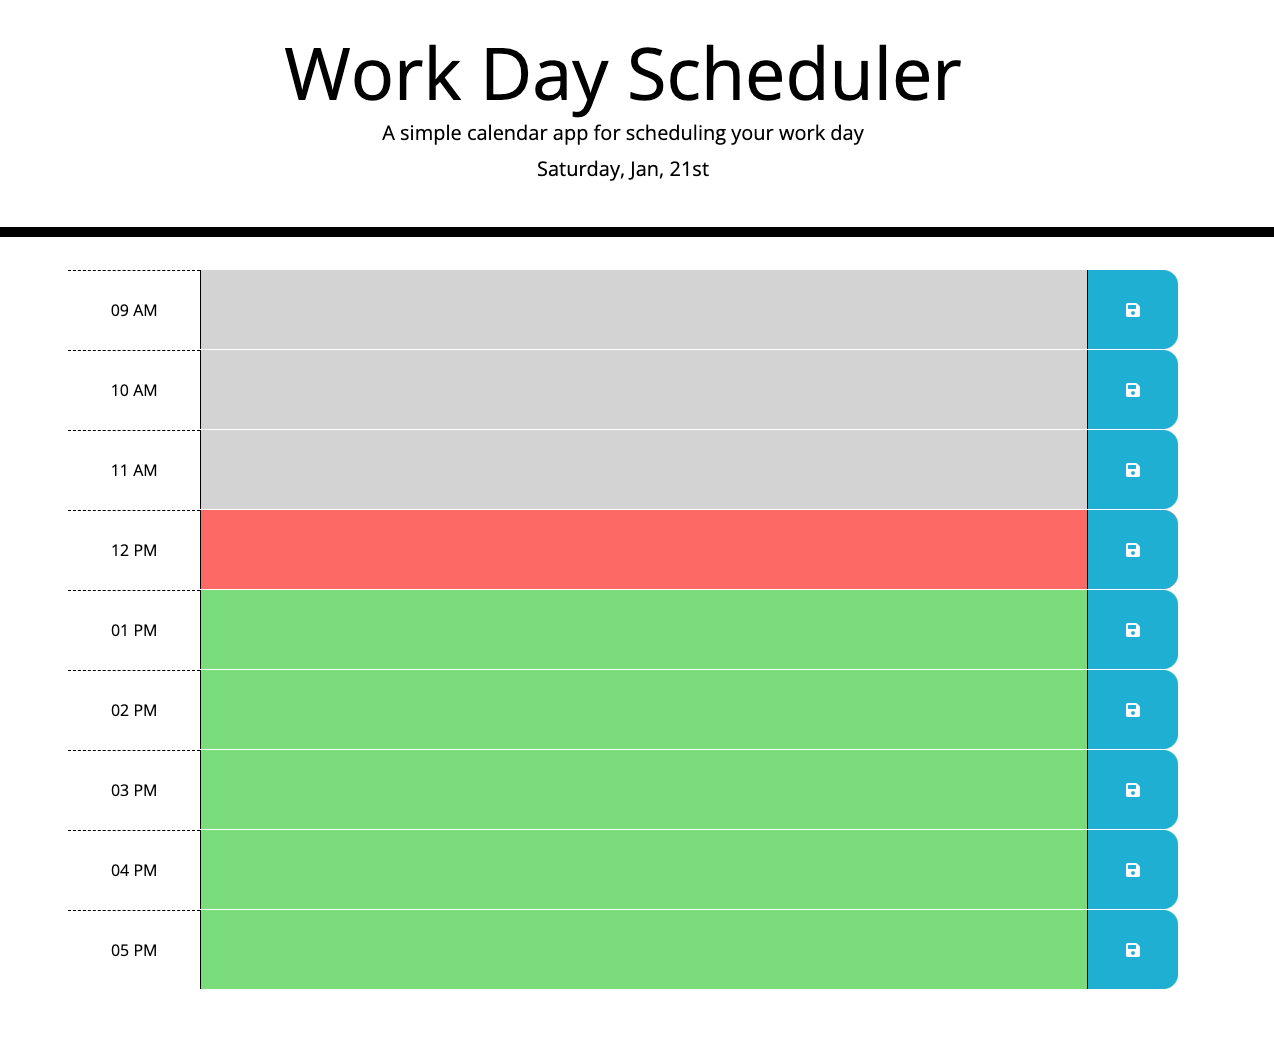 Work Day Scheduler
A simple calendar app for scheduling your work day
Saturday, Jan, 21st
09 AM
10 AM
11 AM
12 PM
01 PM
02 PM
03 PM
04 PM
05 PM